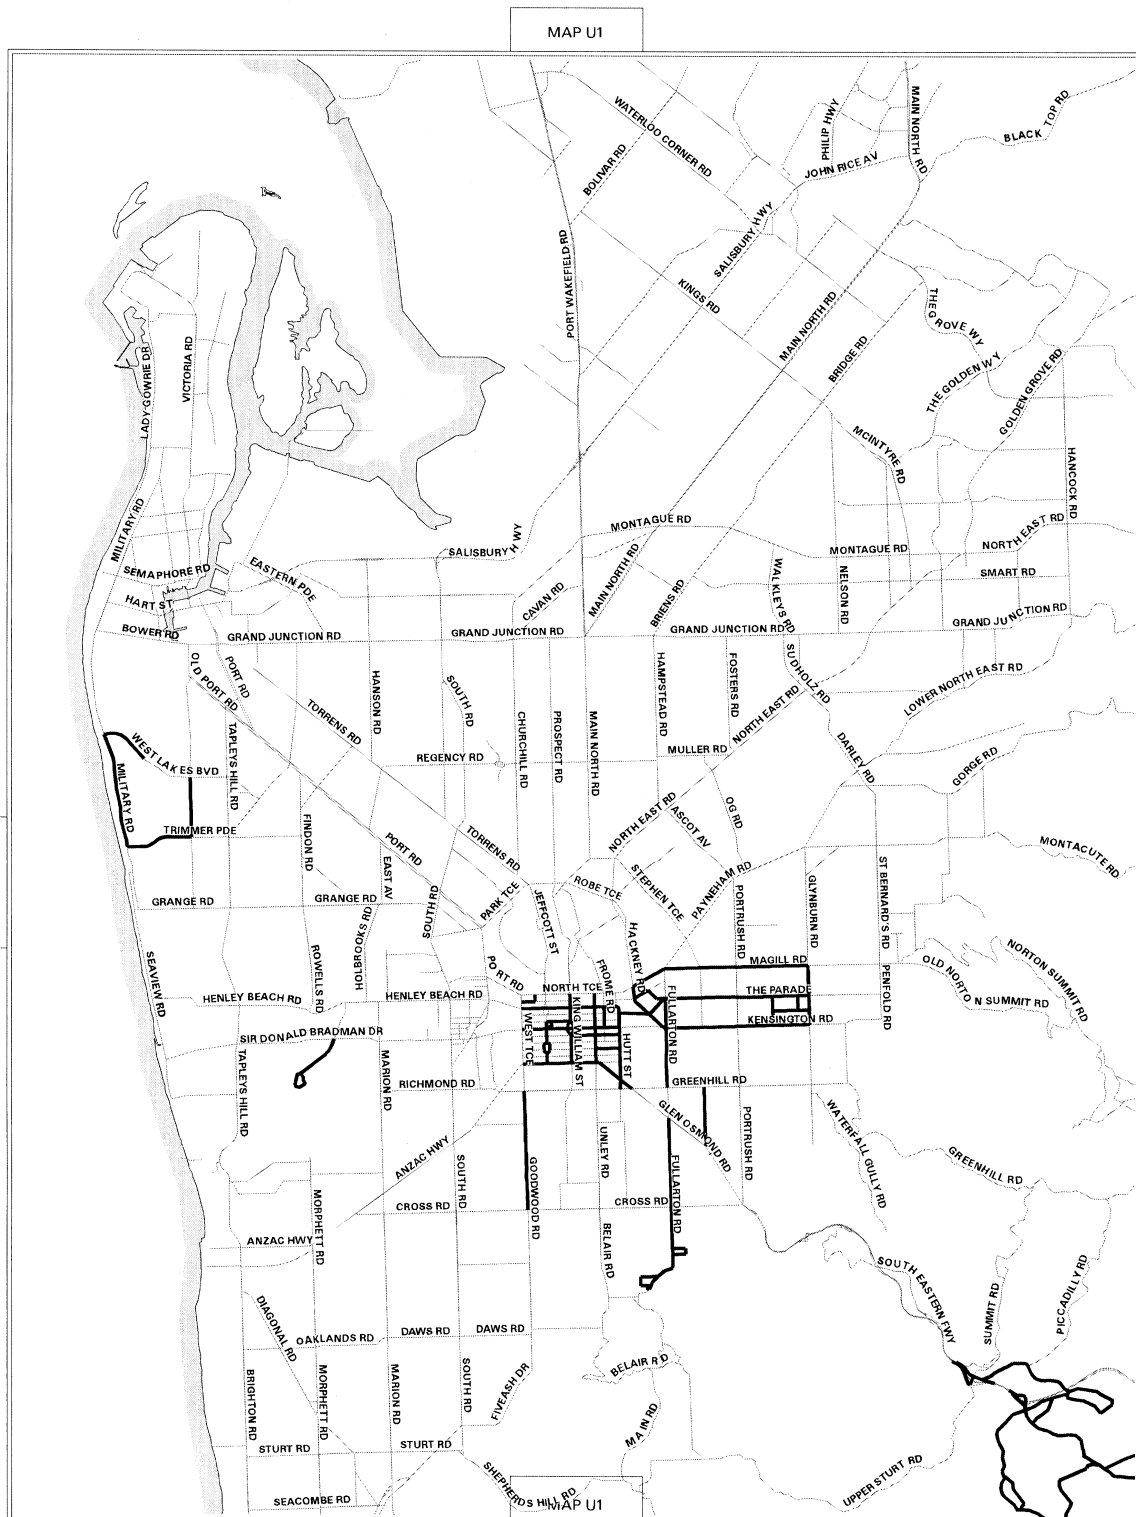 MAP U1
WATERLOO CORNER RD
BOLIVAR RD
PHILIP HWY
JOHN RICE AV
MAIN NORTH RD
BLACK TOP RD
PORT WAKEFIELD RD
SALISBURY HWY
KINGS RD
MAIN NORTH RD
BRIDGE RD
THE GROVE WY
THE GOLDEN WY
GOLDEN GROVE RD
LADY GOWRIE DR
VICTORIA RD
MCINTYRE RD
HANCOCK RD
MILITARY RD
SALISBURY HWY
MONTAGUE RD
MONTAGUE RD
NORTH EAST RD
SEMAPHORE RD
EASTERN PDE
CAVAN RD
MAIN NORTH RD
BRIENS RD
WALKLEY'S RD
NELSON RD
SMART RD
HART ST
BOWER RD
GRAND JUNCTION RD
GRAND JUNCTION RD
GRAND JUNCTION RD
GRAND JUNCTION RD
OLD PORT RD
PORT RD
HANSON RD
SOUTH RD
HAMPSTEAD RD
FOSTERS RD
SUDHOLZ RD
LOWER NORTH EAST RD
TORRENS RD
CHURCHILL RD
PROSPECT RD
MAIN NORTH RD
NORTH EAST RD
WEST LAKES BVD
TAPLEYS HILL RD
REGENCY RD
MULLER RD
DARLEY RD
GORGE RD
MILITARY RD
TRIMMER PDE
FINDON RD
PORT RD
TORRENS RD
NORTH EAST RD
ASCOT AV
OG RD
MONTACUTE RD
EAST AV
GRANGE RD
GRANGE RD
SOUTH RD
PARK TCE
JEFFCOTT ST
ROBE TCE
STEPHEN TCE
PAYNEHAM RD
PORTRUSH RD
GLYNBURN RD
ST BERNARD'S RD
HOLBROOKS RD
ROWELLS RD
SEAVIEW RD
HACKNEY RD
PORT RD
NORTH TCE
FROME RD
MAGILL RD
OLD NORTON SUMMIT RD
NORTON SUMMIT RD
PENFOLD RD
HENLEY BEACH RD
HENLEY BEACH RD
THE PARADE
KENSINGTON RD
SIR DONALD BRADMAN DR
WEST TCE
KING WILLIAM ST
HUTT ST
FULLARTON RD
TAPLEYS HILL RD
MARION RD
RICHMOND RD
GREENHILL RD
GLEN OSMOND RD
PORTRUSH RD
WATERFALL GULLY RD
GREENHILL RD
ANZAC HWY
SOUTH RD
GOODWOOD RD
UNLEY RD
FULLARTON RD
CROSS RD
CROSS RD
ANZAC HWY
MORPHETT RD
BELAIR RD
SOUTH EASTERN FWY
SUMMIT RD
PICCADILLY RD
DIAGONAL RD
OAKLANDS RD
DAWS RD
DAWS RD
BELAIR RD
BRIGHTON RD
MORPHETT RD
MARION RD
SOUTH RD
FIVEASH DR
MAIN RD
STURT RD
STURT RD
UPPER STURT RD
SEACOMBE RD
SHEPHERDS HILL RD
MAP U1